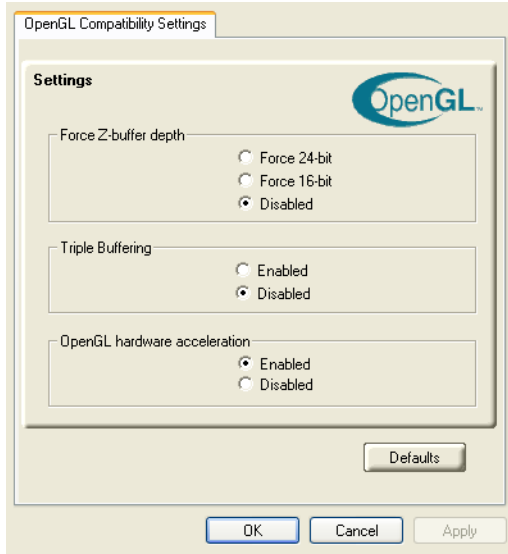 OpenGL Compatibility Settings
Settings
OpenGL™
Force Z-buffer depth
Force 24-bit
Force 16-bit
Disabled
Triple Buffering
Enabled
Disabled
OpenGL hardware acceleration
Enabled
Disabled
Defaults
OK
Cancel
Apply